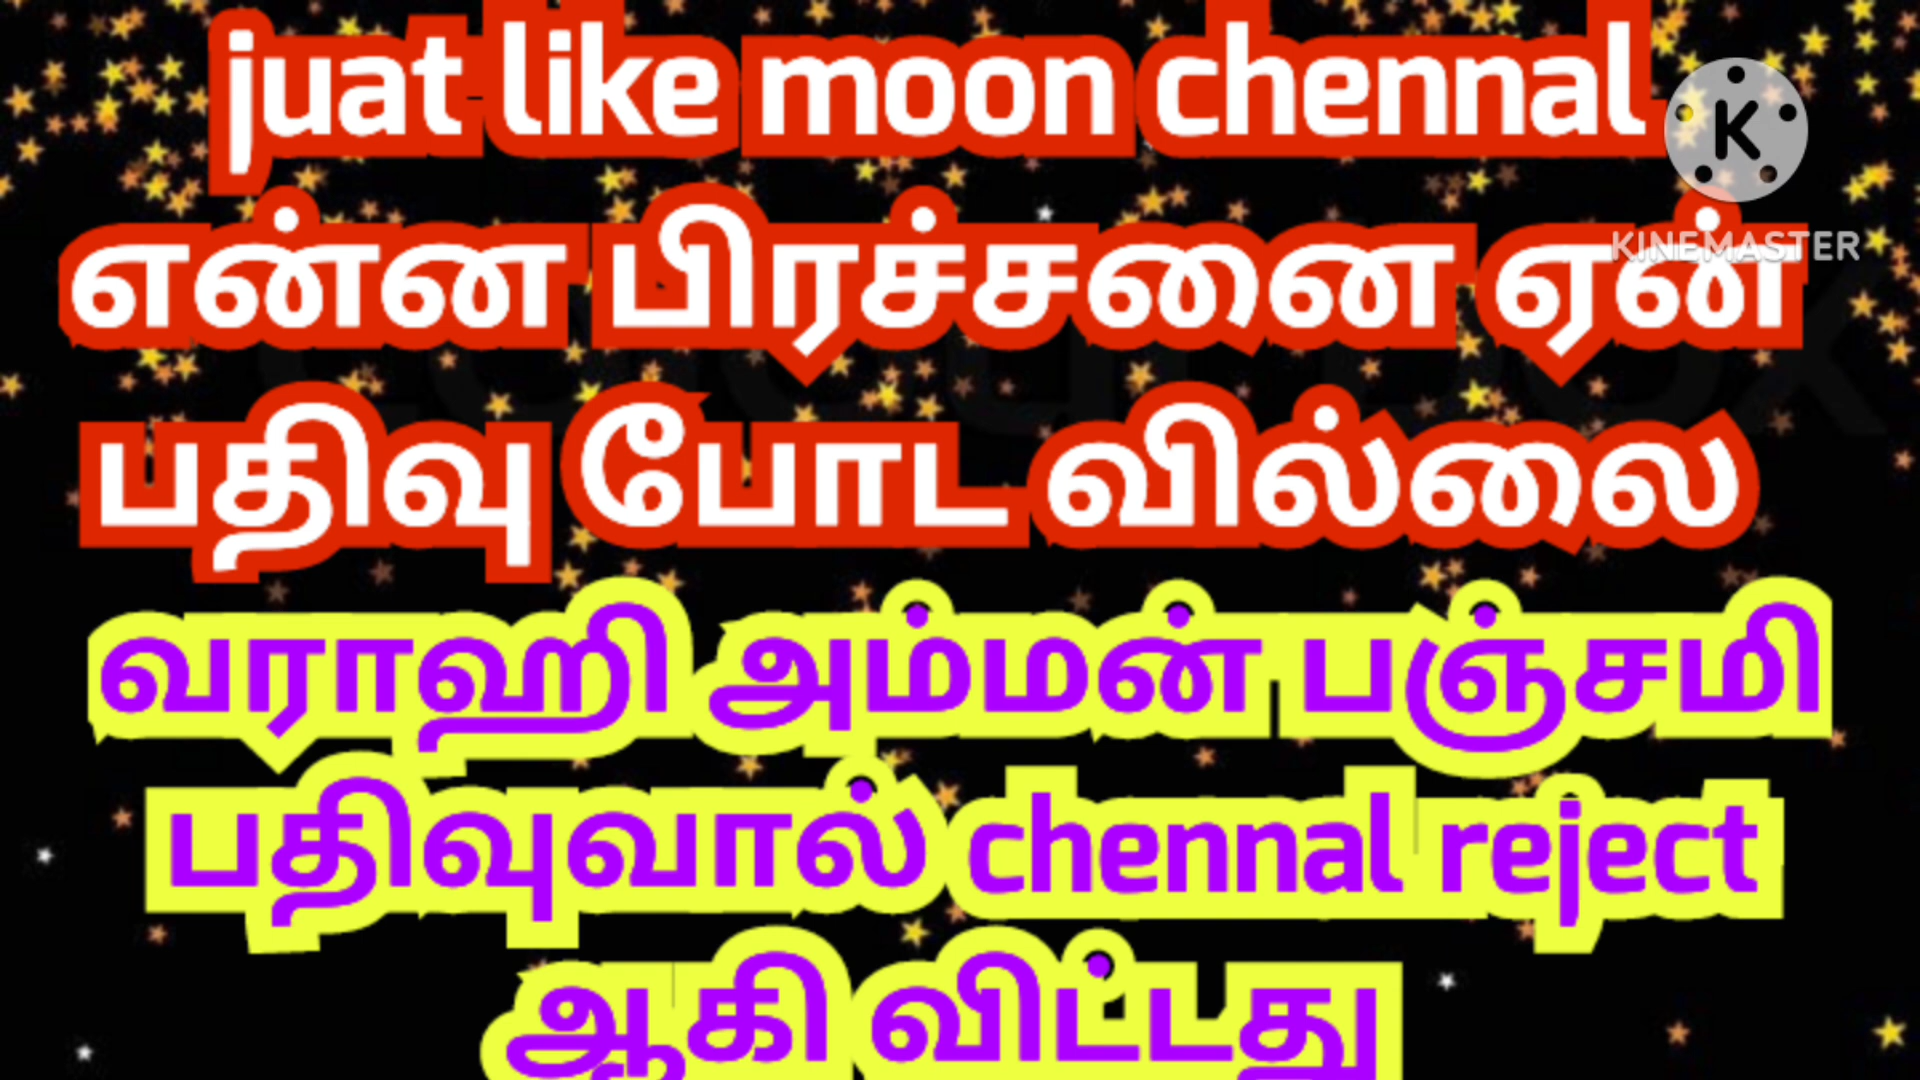 juat like moon chennal
K
KINEMASTER
என்ன பிரச்சனை ஏன்
பதிவு போட வில்லை
வராஹி அம்மன் பஞ்சமி
பதிவுவால் chennal reject
ஆகி விட்டது